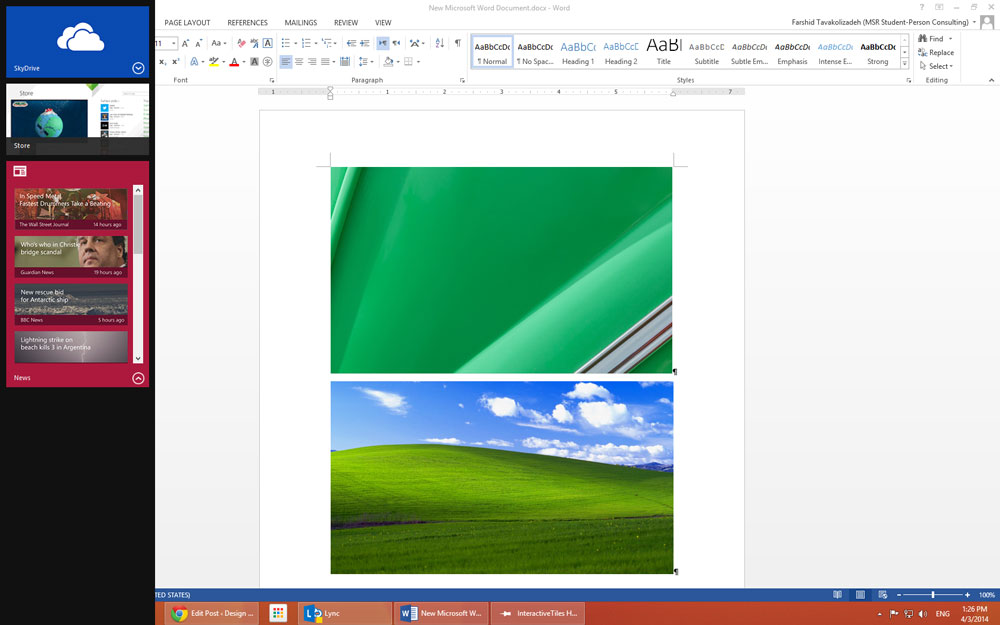 SkyDrive
Store
Store
In Speed Metal,
Fastest Drummers Take a Beating
The Wall Street Journal 14 hours ago
Who's who in Christie
bridge scandal
Guardian News 19 hours ago
New rescue bid
for Antarctic ship
BBC News 5 hours ago
Lightning strike on
beach kills 3 in Argentina
News
New Microsoft Word Document.docx - Word
PAGE LAYOUT REFERENCES MAILINGS REVIEW VIEW
Farshid Tavakolizadeh (MSR Student-Person Consulting)
11
Aa
AaBbCcDc AaBbCcDc AaBbCc AaBbCcC AaBb AaBbCcC AaBbCcDt AaBbCcDt AaBbCcDt AaBbCcDc
¶ Normal ¶ No Spac... Heading 1 Heading 2 Title Subtitle Subtle Em... Emphasis Intense E... Strong
Find
Replace
Select
Font Paragraph Styles Editing
1 1 2 3 4 5 7
TED STATES) 100%
Edit Post ‹ Design ... Lync New Microsoft W... InteractiveTiles H...
ENG
1:26 PM
4/3/2014